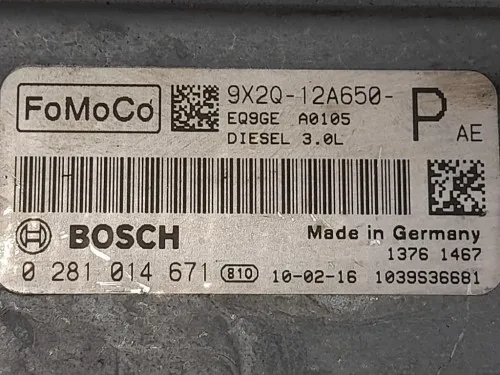 FoMoCo
9X2Q-12A650-
P
AE
EQ9GE A0105
DIESEL 3.0L
BOSCH
Made in Germany
1376 1467
0 281 014 671 810 10-02-16 1039S36681